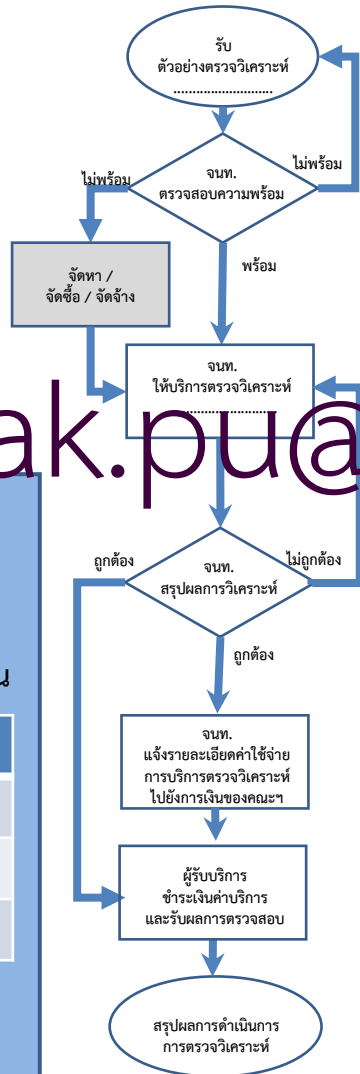 รับ
ตัวอย่างตรวจวิเคราะห์
...........................
ไม่พร้อม
จนท.
ตรวจสอบความพร้อม
ไม่พร้อม
จัดหา /
จัดซื้อ / จัดจ้าง
พร้อม
จนท.
ให้บริการตรวจวิเคราะห์
ak.pu@
ถูกต้อง
จนท.
สรุปผลการวิเคราะห์
ไม่ถูกต้อง
ถูกต้อง
น
จนท.
แจ้งรายละเอียดค่าใช้จ่าย
การบริการตรวจวิเคราะห์
ไปยังการเงินของคณะฯ
ผู้รับบริการ
ชำระเงินค่าบริการ
และรับผลการตรวจสอบ
สรุปผลการดำเนินการ
การตรวจวิเคราะห์